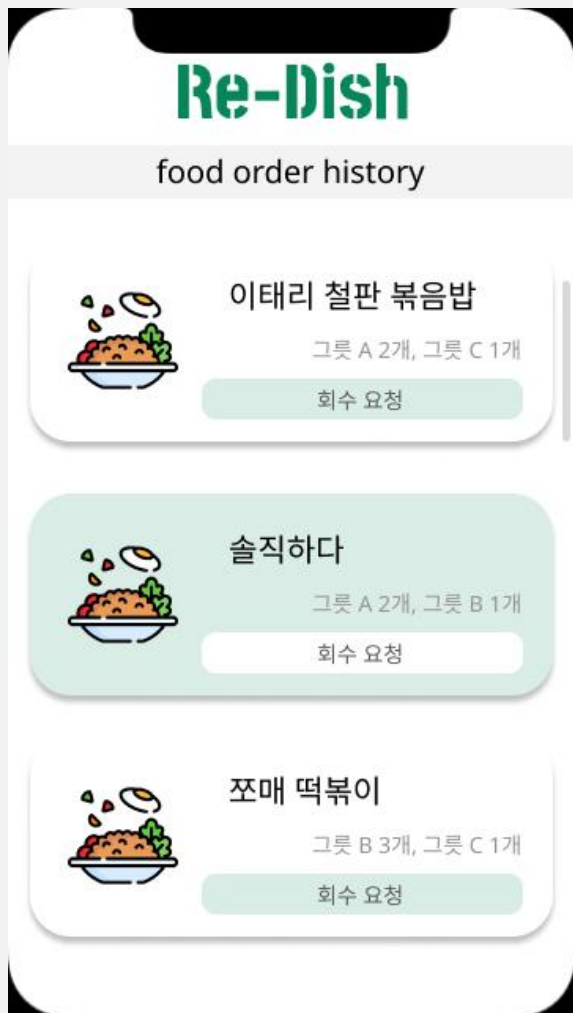 Re-Dish
food order history
이태리 철판 볶음밥
그릇 A 2개, 그릇 C 1개
회수 요청
솔직하다
그릇 A 2개, 그릇 B 1개
회수 요청
쪼매 떡볶이
그릇 B 3개, 그릇 C 1개
회수 요청